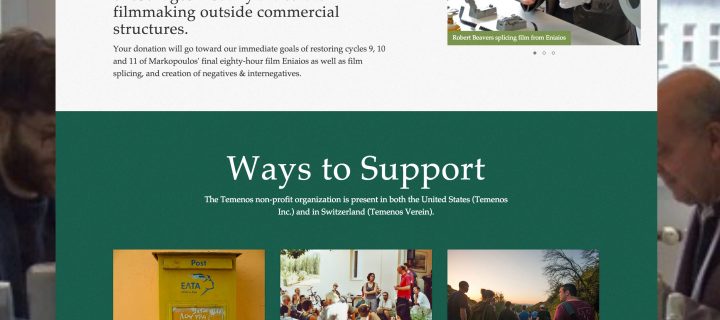 filmmaking outside commercial
structures.
Your donation will go toward our immediate goals of restoring cycles 9, 10
and 11 of Markopoulos' final eighty-hour film Eniaios as well as film
splicing, and creation of negatives & internegatives.
Robert Beavers splicing film from Eniaios
Ways to Support
The Temenos non-profit organization is present in both the United States (Temenos
Inc.) and in Switzerland (Temenos Verein).
Post
ΕΛΤΑ